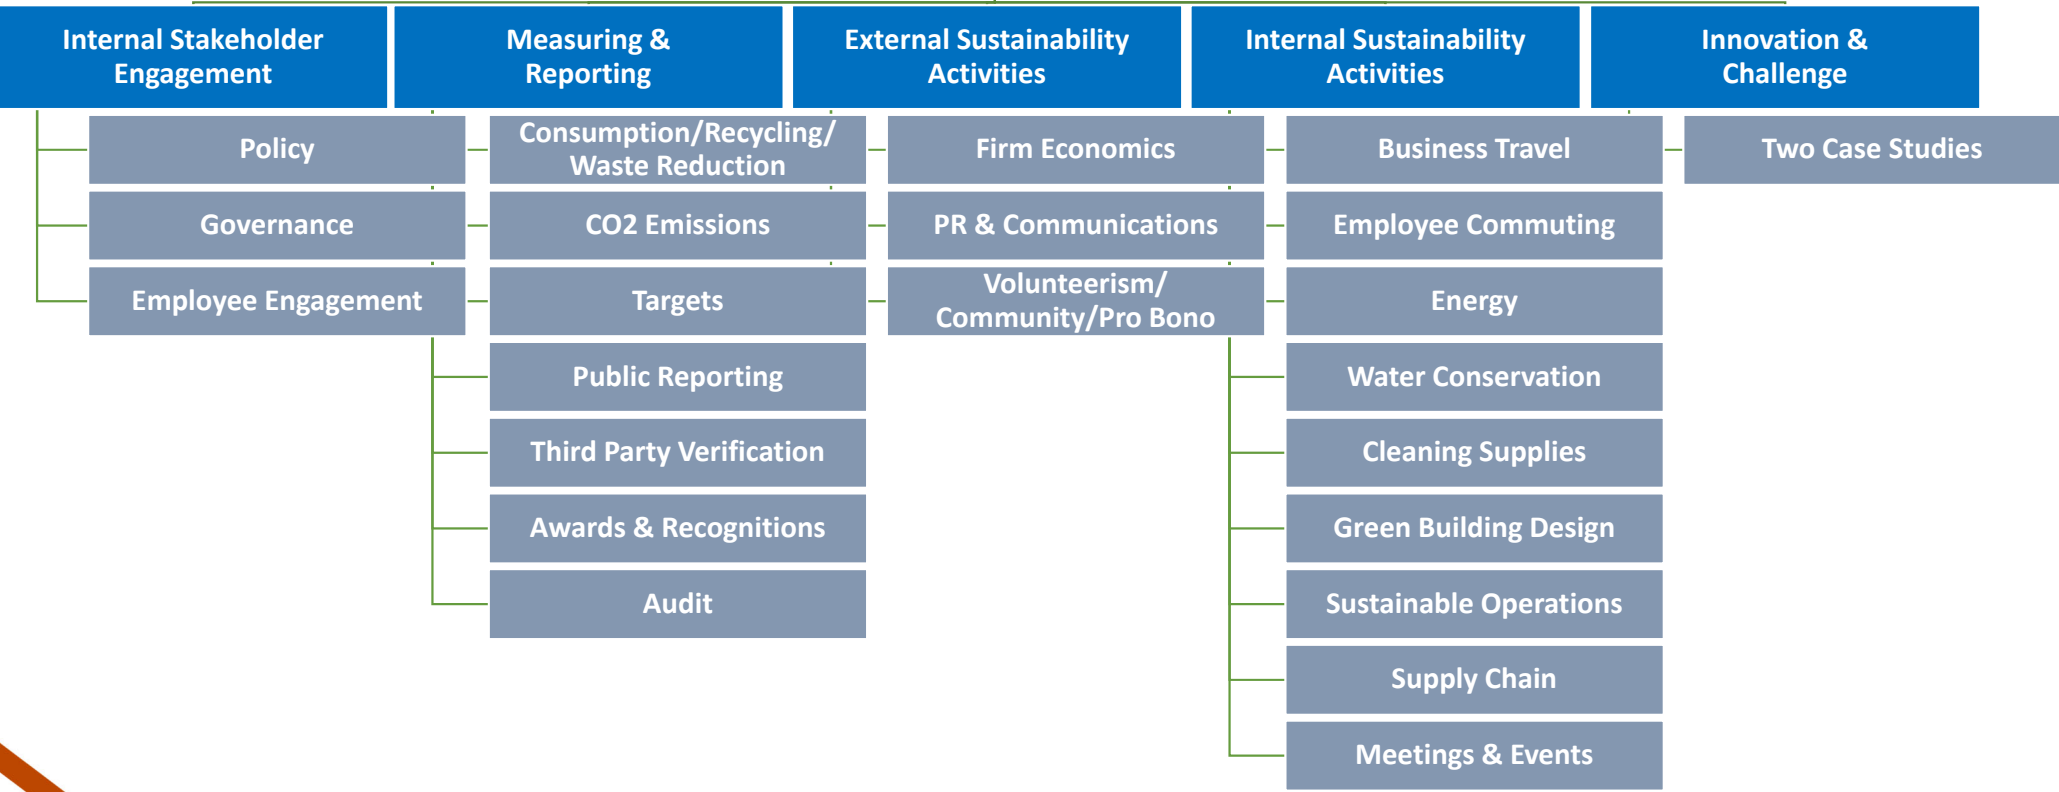 Internal Stakeholder
Engagement
Policy
Governance
Employee Engagement
Measuring &
Reporting
Consumption/Recycling/
Waste Reduction
CO2 Emissions
Targets
Public Reporting
Third Party Verification
Awards & Recognitions
Audit
External Sustainability
Activities
Firm Economics
PR & Communications
Volunteerism/
Community/Pro Bono
Internal Sustainability
Activities
Business Travel
Employee Commuting
Energy
Water Conservation
Cleaning Supplies
Green Building Design
Sustainable Operations
Supply Chain
Meetings & Events
Innovation &
Challenge
Two Case Studies